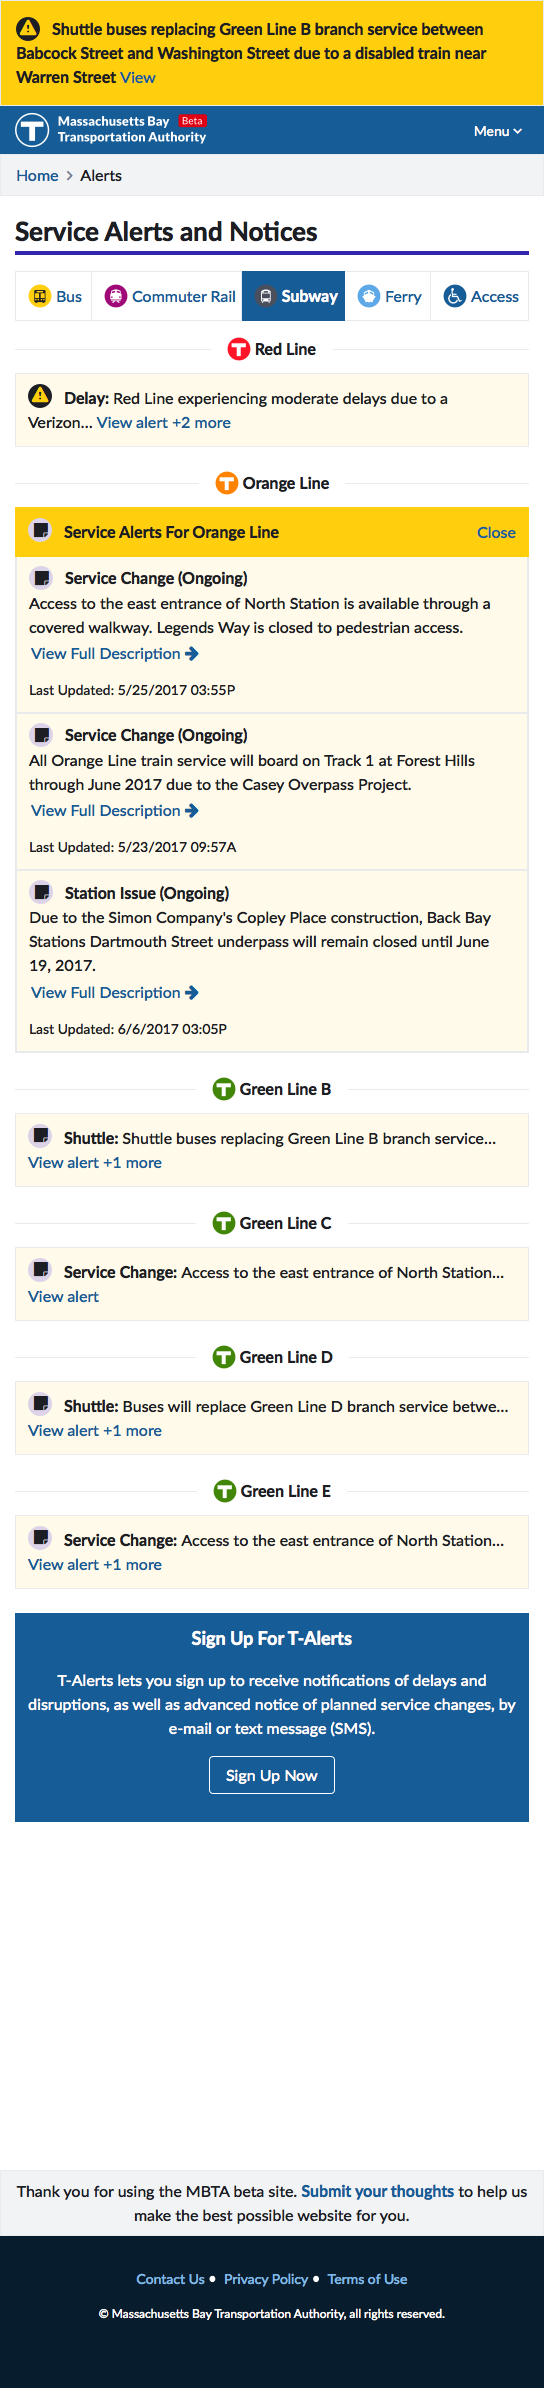 Shuttle buses replacing Green Line B branch service between
Babcock Street and Washington Street due to a disabled train near
Warren Street View
Massachusetts Bay Beta
Transportation Authority
Menu
Home > Alerts
Service Alerts and Notices
Bus Commuter Rail Subway Ferry Access
T Red Line
Delay: Red Line experiencing moderate delays due to a
Verizon... View alert +2 more
T Orange Line
Service Alerts For Orange Line Close
Service Change (Ongoing)
Access to the east entrance of North Station is available through a
covered walkway. Legends Way is closed to pedestrian access.
View Full Description
Last Updated: 5/25/2017 03:55P
Service Change (Ongoing)
All Orange Line train service will board on Track 1 at Forest Hills
through June 2017 due to the Casey Overpass Project.
View Full Description
Last Updated: 5/23/2017 09:57A
Station Issue (Ongoing)
Due to the Simon Company's Copley Place construction, Back Bay
Stations Dartmouth Street underpass will remain closed until June
19, 2017.
View Full Description
Last Updated: 6/6/2017 03:05P
T Green Line B
Shuttle: Shuttle buses replacing Green Line B branch service...
View alert +1 more
T Green Line C
Service Change: Access to the east entrance of North Station...
View alert
T Green Line D
Shuttle: Buses will replace Green Line D branch service betwe...
View alert +1 more
T Green Line E
Service Change: Access to the east entrance of North Station...
View alert +1 more
Sign Up For T-Alerts
T-Alerts lets you sign up to receive notifications of delays and
disruptions, as well as advanced notice of planned service changes, by
e-mail or text message (SMS).
Sign Up Now
Thank you for using the MBTA beta site. Submit your thoughts to help us
make the best possible website for you.
Contact Us • Privacy Policy • Terms of Use
© Massachusetts Bay Transportation Authority, all rights reserved.